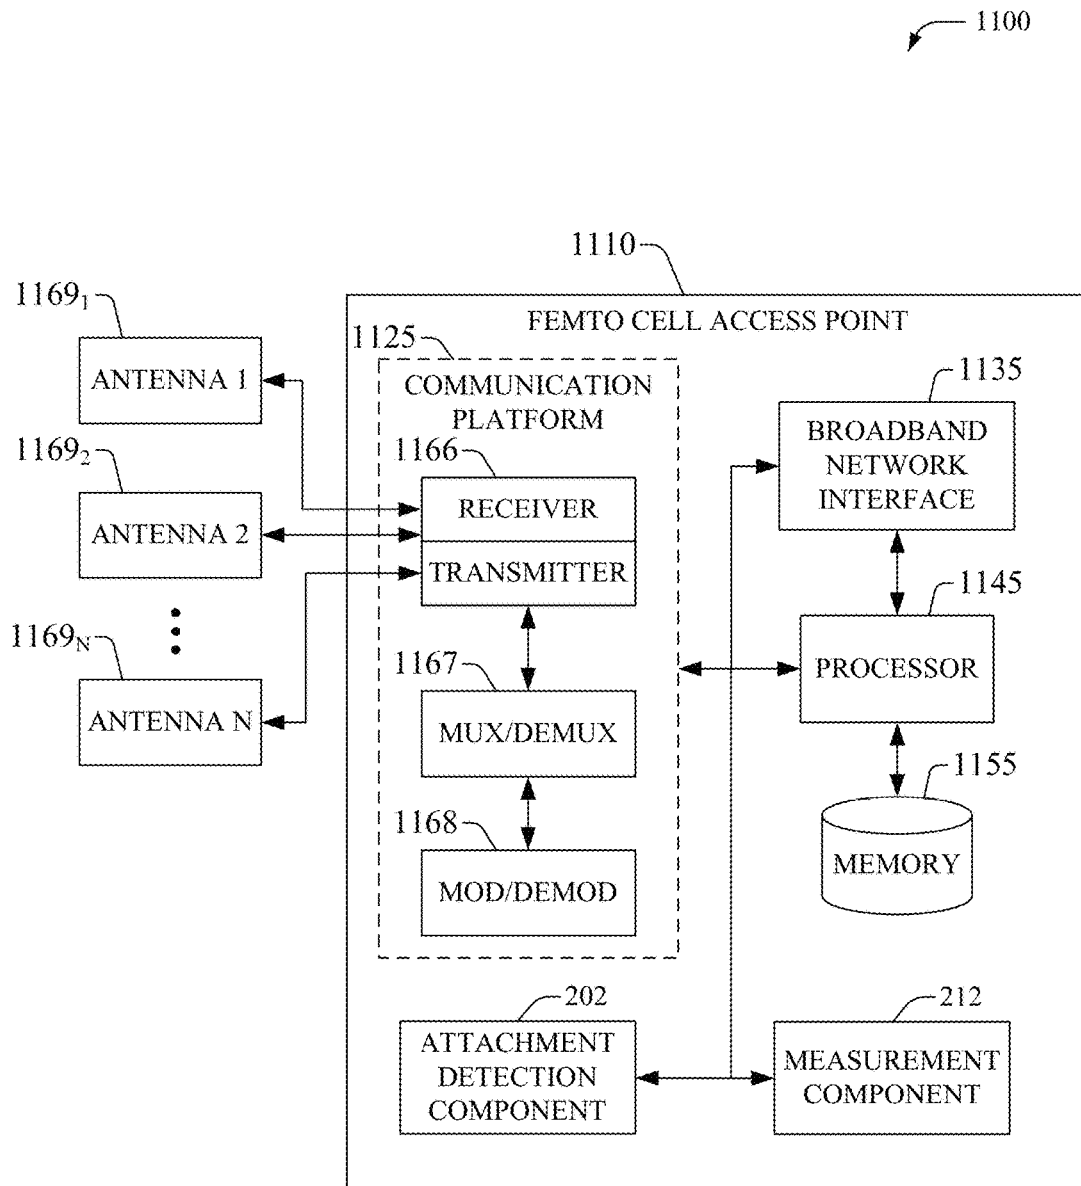 1100
1110
FEMTO CELL ACCESS POINT
1169₁
ANTENNA 1
1169₂
ANTENNA 2
1169N
ANTENNA N
1125
COMMUNICATION
PLATFORM
1166
RECEIVER
TRANSMITTER
1167
MUX/DEMUX
1168
MOD/DEMOD
1135
BROADBAND
NETWORK
INTERFACE
1145
PROCESSOR
1155
MEMORY
202
ATTACHMENT
DETECTION
COMPONENT
212
MEASUREMENT
COMPONENT